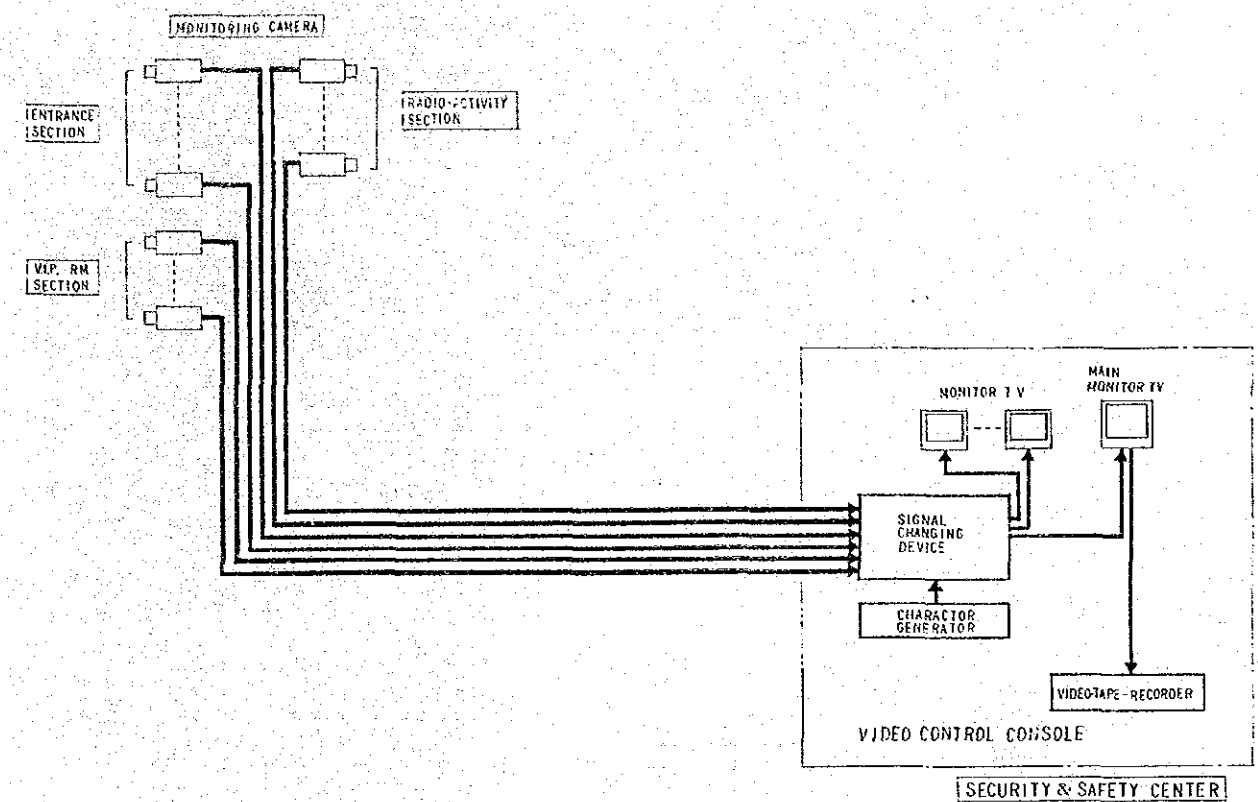 MONITORING CAMERA
ENTRANCE
SECTION
RADIO-ACTIVITY
SECTION
V.I.P. RM
SECTION
MONITOR T V
MAIN
MONITOR TV
SIGNAL
CHANGING
DEVICE
CHARACTOR
GENERATOR
VIDEO-TAPE-RECORDER
VIDEO CONTROL CONSOLE
SECURITY & SAFETY CENTER